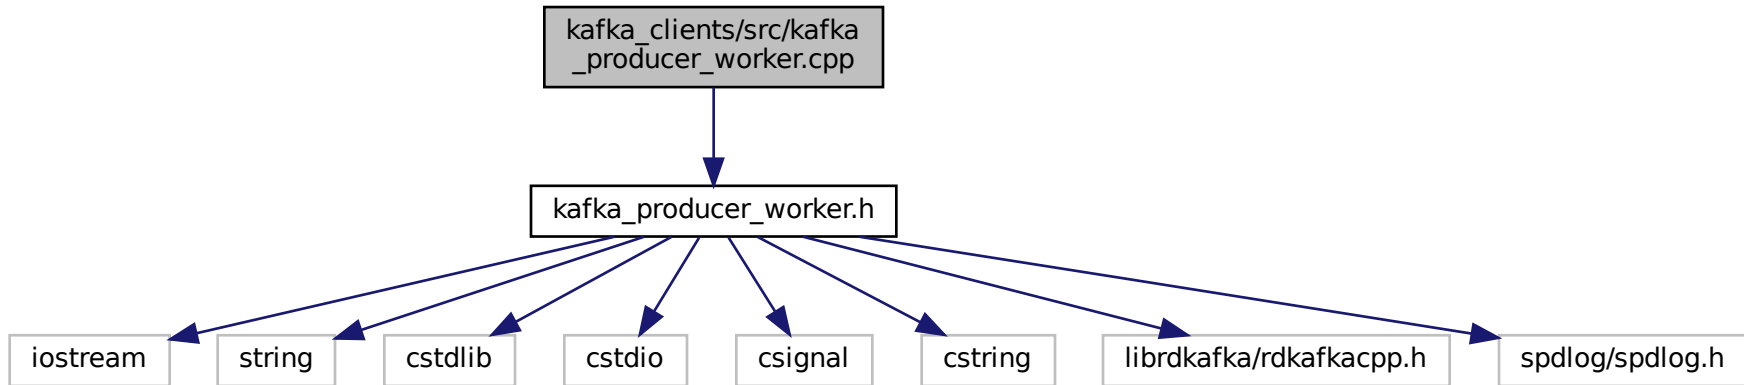 kafka_clients/src/kafka
_producer_worker.cpp
kafka_producer_worker.h
iostream
string
cstdlib
cstdio
csignal
cstring
librdkafka/rdkafkacpp.h
spdlog/spdlog.h